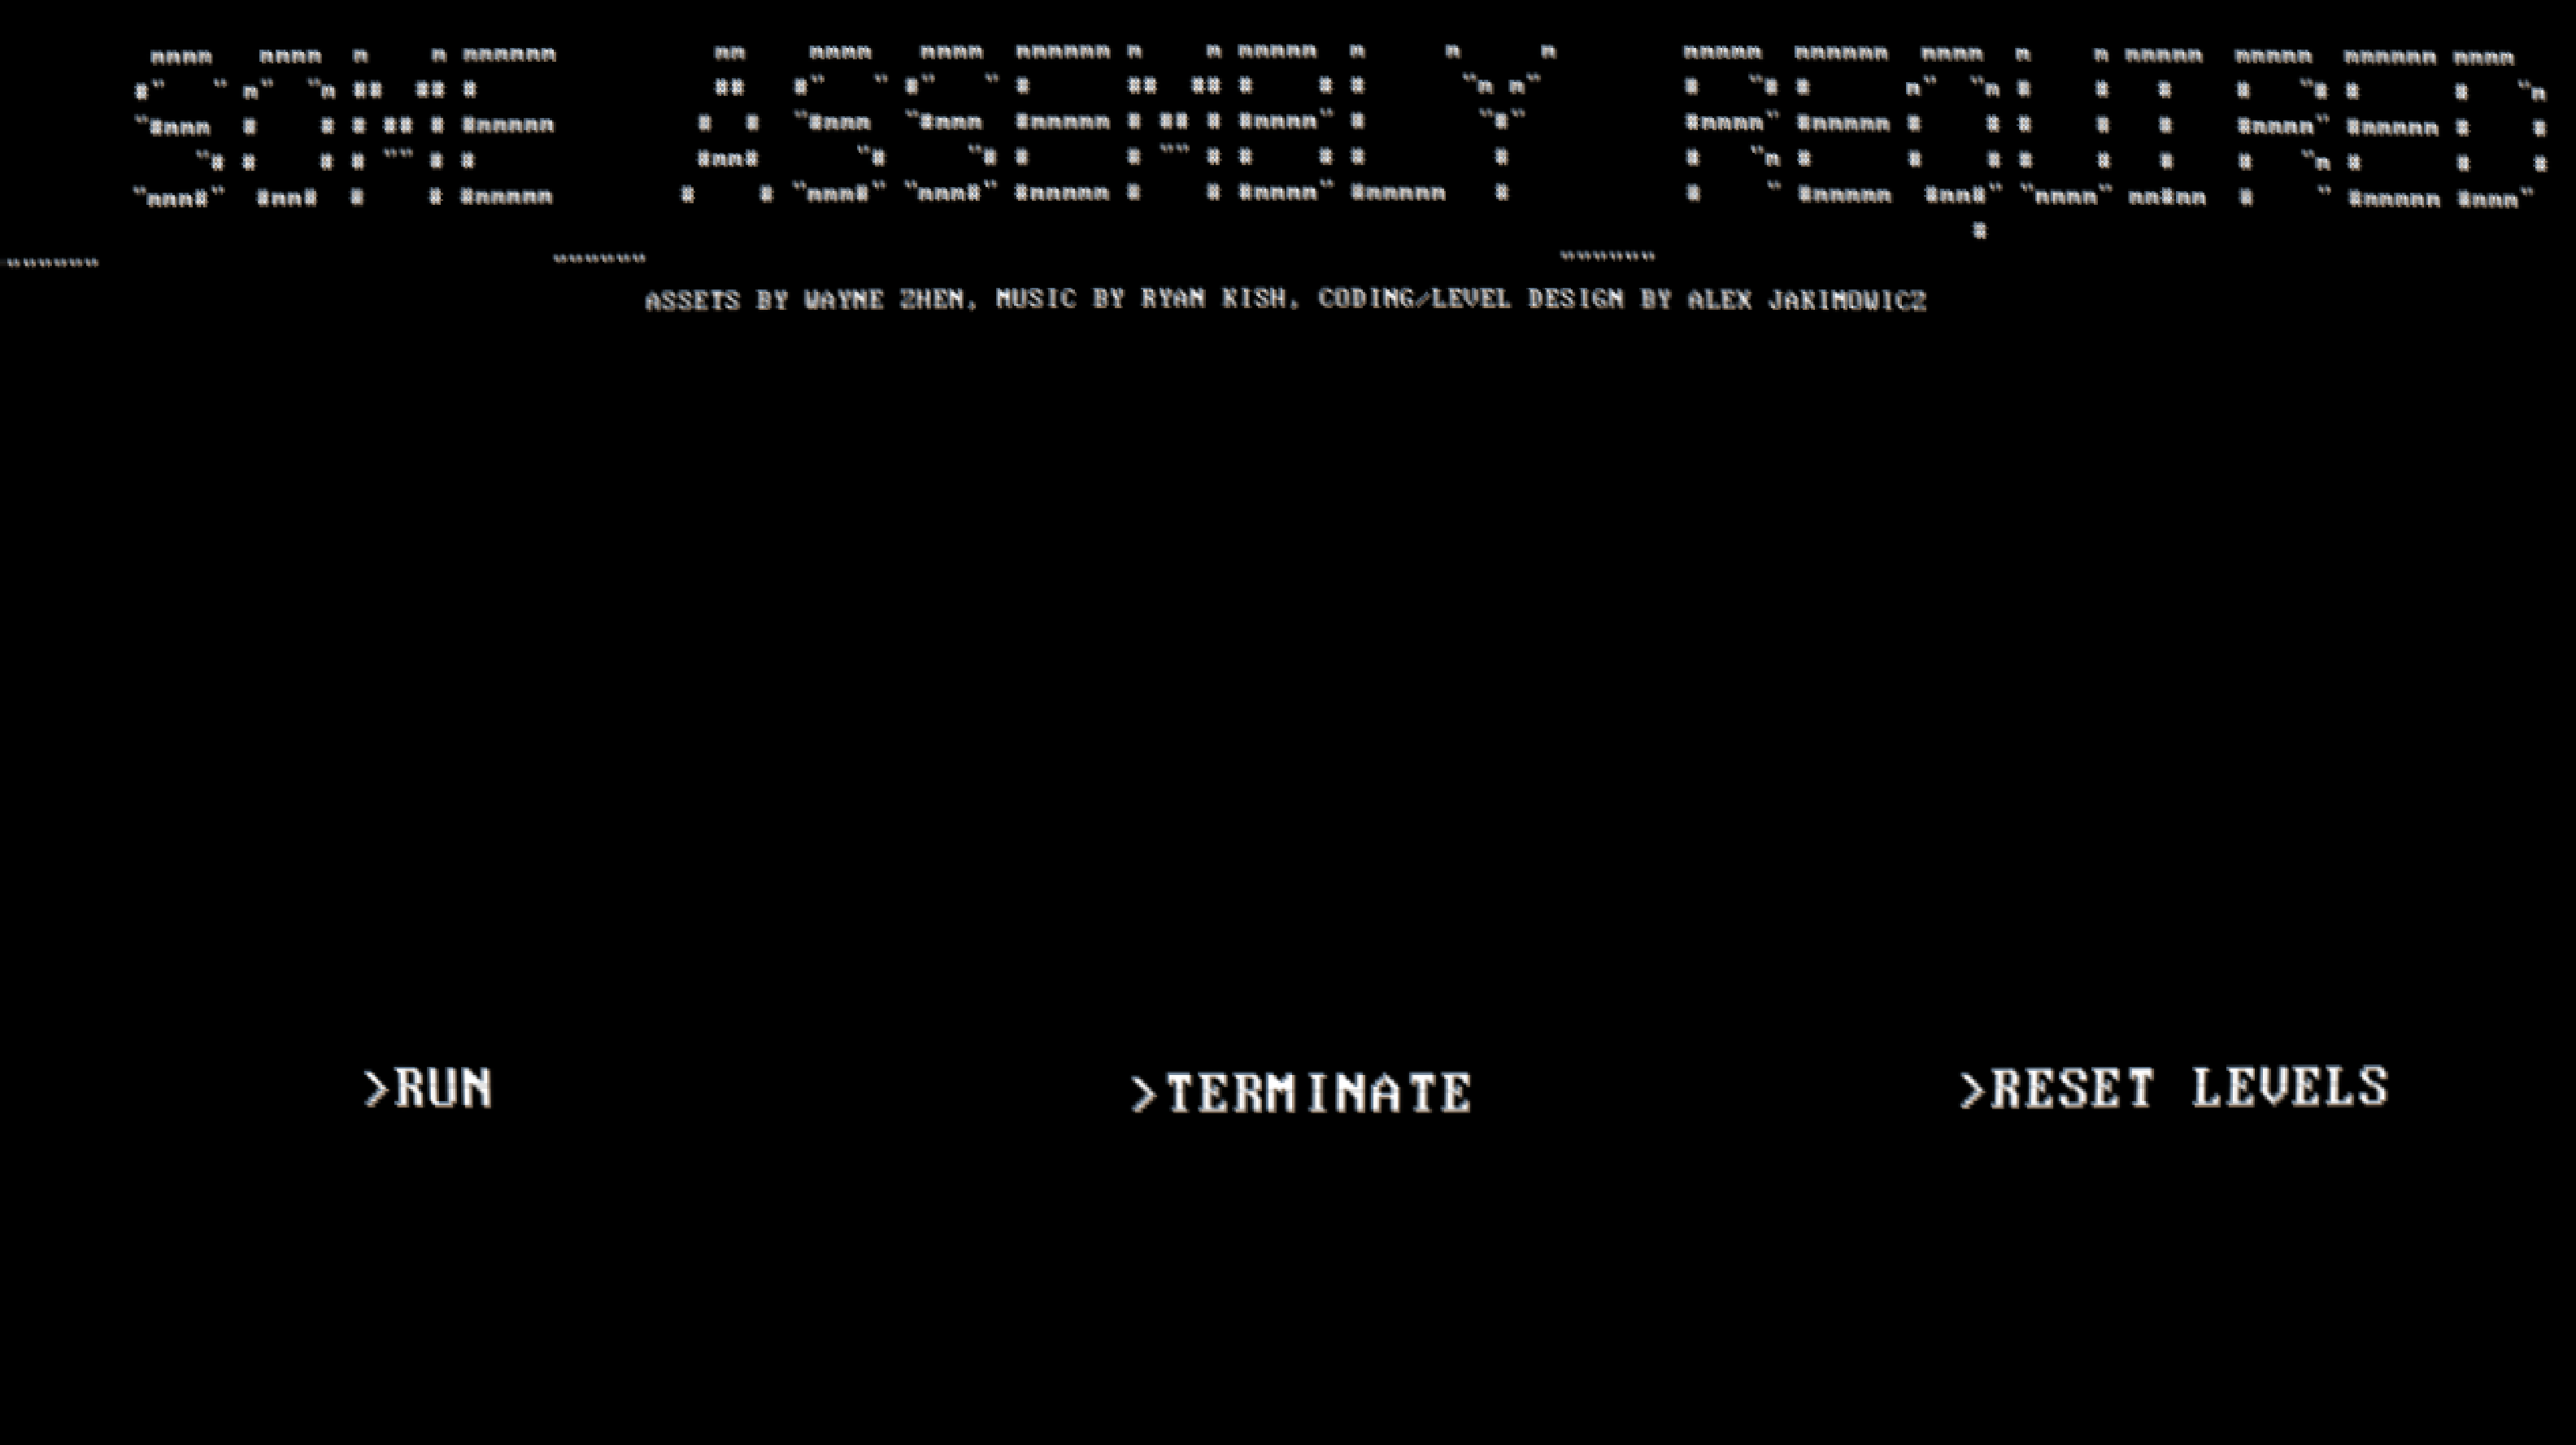 SOME ASSEMBLY REQUIRED
ASSETS BY WAYNE ZHEN, MUSIC BY RYAN KISH, CODING/LEVEL DESIGN BY ALEX JAKIMOWICZ
>RUN
>TERMINATE
>RESET LEVELS